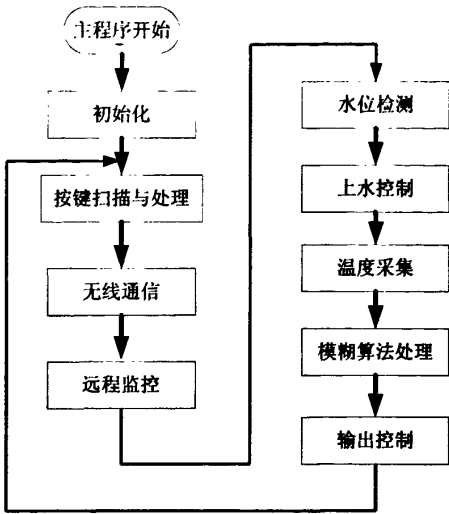 主程序开始
初始化
按键扫描与处理
无线通信
远程监控
水位检测
上水控制
温度采集
模糊算法处理
输出控制